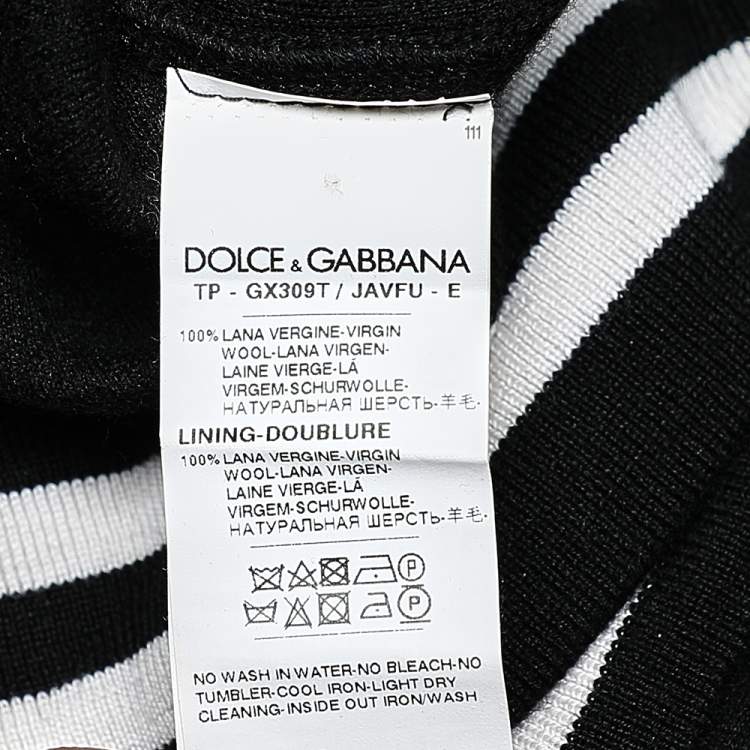 111
DOLCE & GABBANA
TP - GX309T / JAVFU - E
100% LANA VERGINE-VIRGIN
WOOL-LANA VIRGEN-
LAINE VIERGE-LÁ
VIRGEM-SCHURWOLLE-
НАТУРАЛЬНАЯ ШЕРСТЬ-羊毛-
LINING-DOUBLURE
100% LANA VERGINE-VIRGIN
WOOL-LANA VIRGEN-
LAINE VIERGE-LÁ
VIRGEM-SCHURWOLLE-
НАТУРАЛЬНАЯ ШЕРСТЬ-羊毛-
P
P
NO WASH IN WATER-NO BLEACH-NO
TUMBLER-COOL IRON-LIGHT DRY
CLEANING-INSIDE OUT IRON/WASH